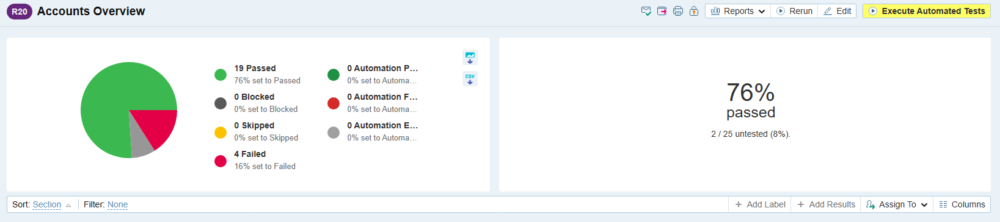 R20 Accounts Overview
Reports
Rerun
Edit
Execute Automated Tests
19 Passed
76% set to Passed
0 Blocked
0% set to Blocked
0 Skipped
0% set to Skipped
4 Failed
16% set to Failed
0 Automation P...
0% set to Automa...
0 Automation F...
0% set to Automa...
0 Automation E...
0% set to Automa...
CSV
76%
passed
2 / 25 untested (8%).
Sort: Section
Filter: None
+ Add Label
+ Add Results
Assign To
Columns